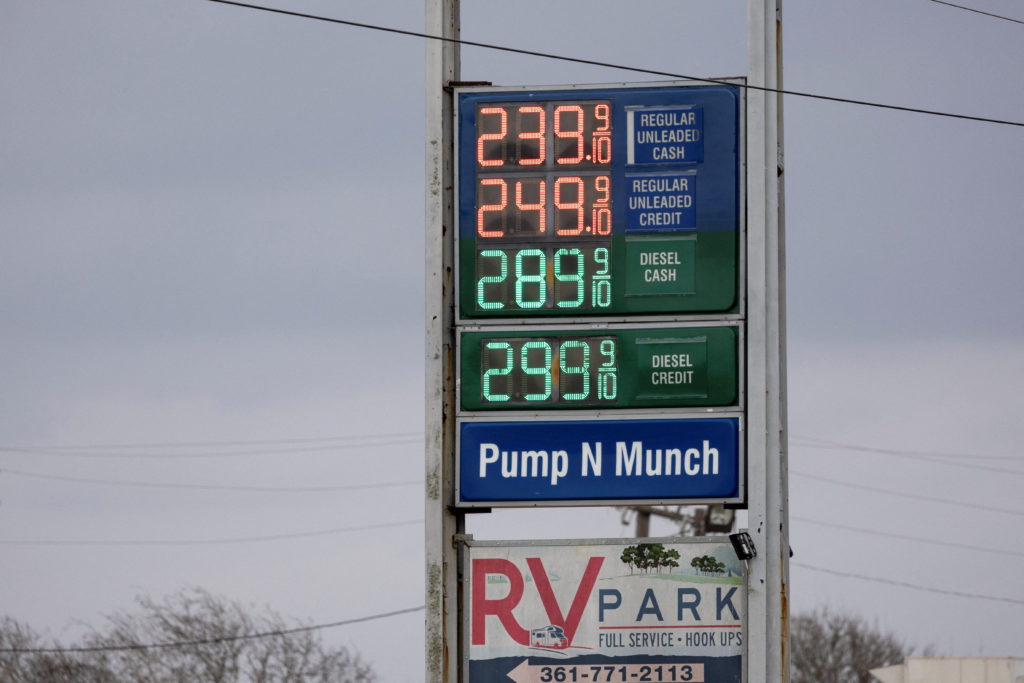 239.9/10
REGULAR
UNLEADED
CASH
249.9/10
REGULAR
UNLEADED
CREDIT
289 9/10
DIESEL
CASH
299 9/10
DIESEL
CREDIT
Pump N Munch
RV PARK
FULL SERVICE • HOOK UPS
361-771-2113